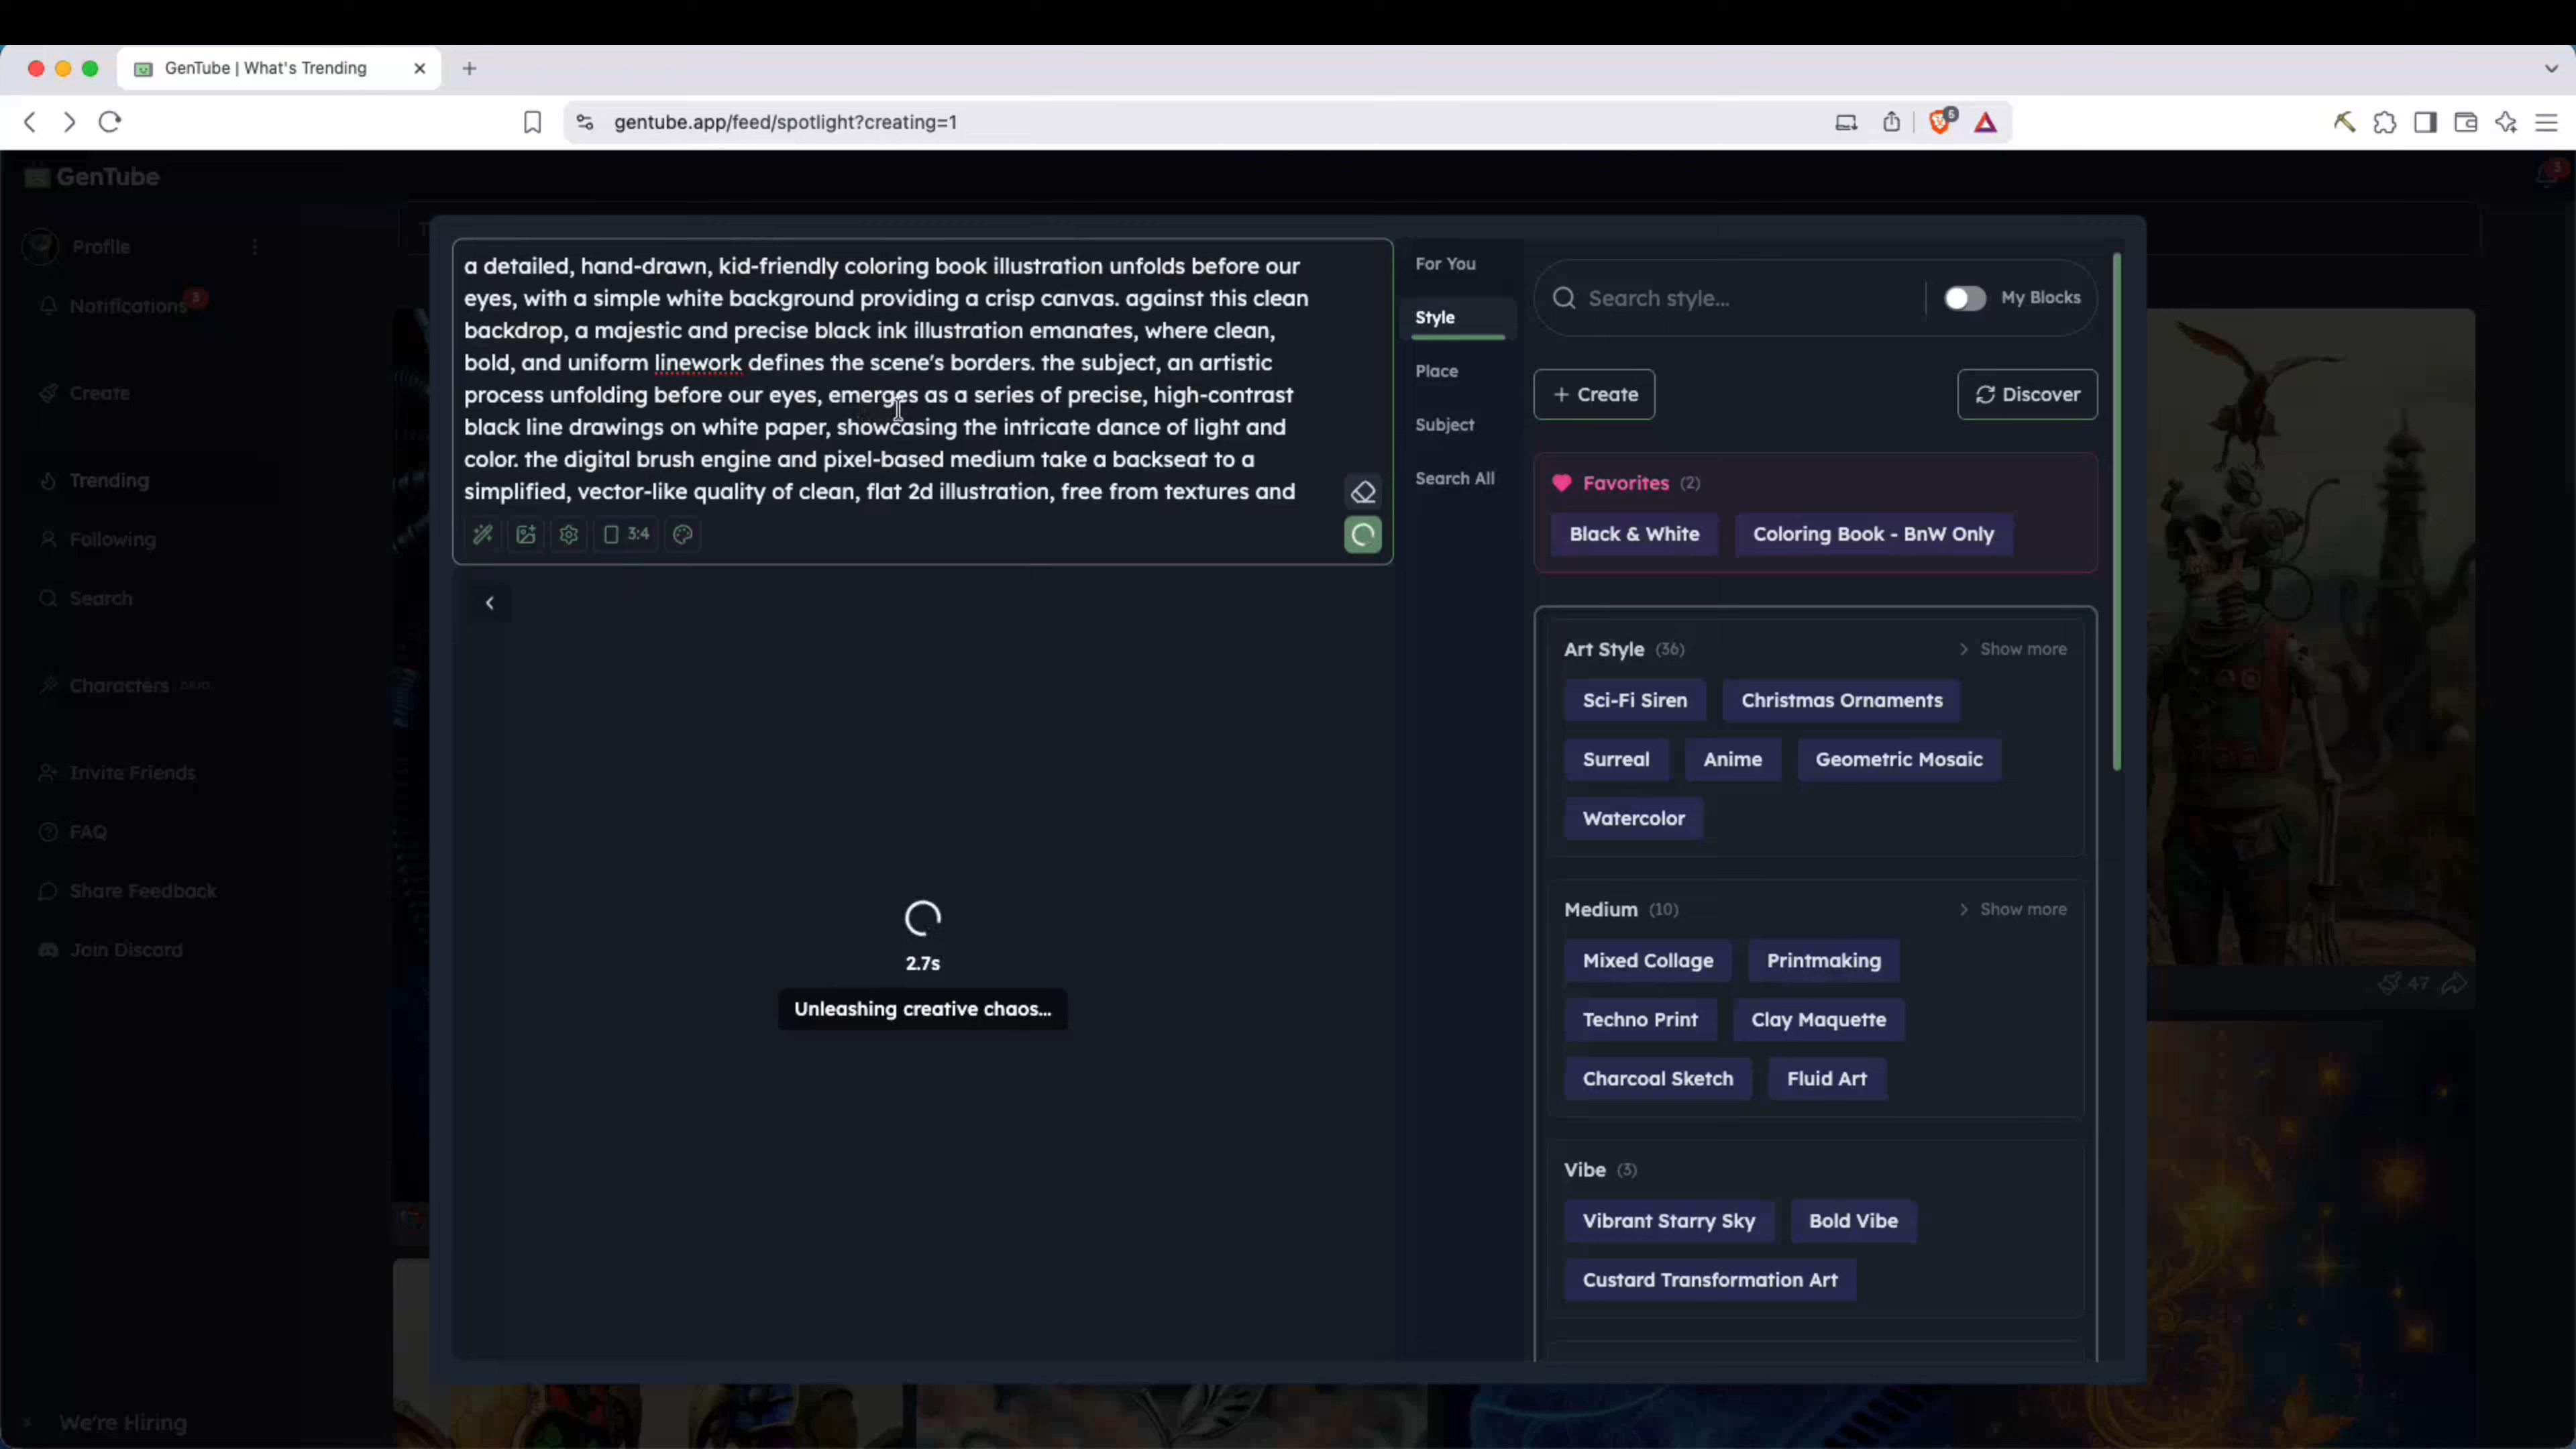 GenTube | What's Trending
gentube.app/feed/spotlight?creating=1
5
GenTube
3
Profile
Notifications
3
Create
Trending
Following
Search
Characters
Invite Friends
FAQ
Share Feedback
Join Discord
We're Hiring
a detailed, hand-drawn, kid-friendly coloring book illustration unfolds before our
eyes, with a simple white background providing a crisp canvas. against this clean
backdrop, a majestic and precise black ink illustration emanates, where clean,
bold, and uniform linework defines the scene's borders. the subject, an artistic
process unfolding before our eyes, emerges as a series of precise, high-contrast
black line drawings on white paper, showcasing the intricate dance of light and
color. the digital brush engine and pixel-based medium take a backseat to a
simplified, vector-like quality of clean, flat 2d illustration, free from textures and
3:4
2.7s
Unleashing creative chaos...
For You
Style
Place
Subject
Search All
Search style...
My Blocks
+ Create
Discover
Favorites (2)
Black & White
Coloring Book - BnW Only
Art Style (36)
Show more
Sci-Fi Siren
Christmas Ornaments
Surreal
Anime
Geometric Mosaic
Watercolor
Medium (10)
Show more
Mixed Collage
Printmaking
Techno Print
Clay Maquette
Charcoal Sketch
Fluid Art
Vibe (3)
Vibrant Starry Sky
Bold Vibe
Custard Transformation Art
47